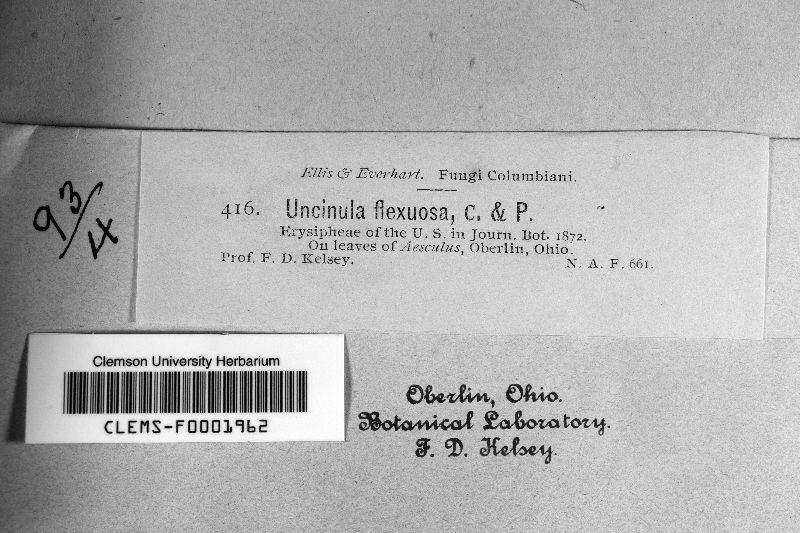 Ellis & Everhart. Fungi Columbiani.
416. Uncinula flexuosa, C. & P.
Erysipheae of the U. S. in Journ. Bot. 1872.
On leaves of Aesculus, Oberlin, Ohio.
Prof. F. D. Kelsey. N. A. F. 661.
93/4
Clemson University Herbarium
CLEMS-F0001962
Oberlin, Ohio.
Botanical Laboratory.
F. D. Kelsey.